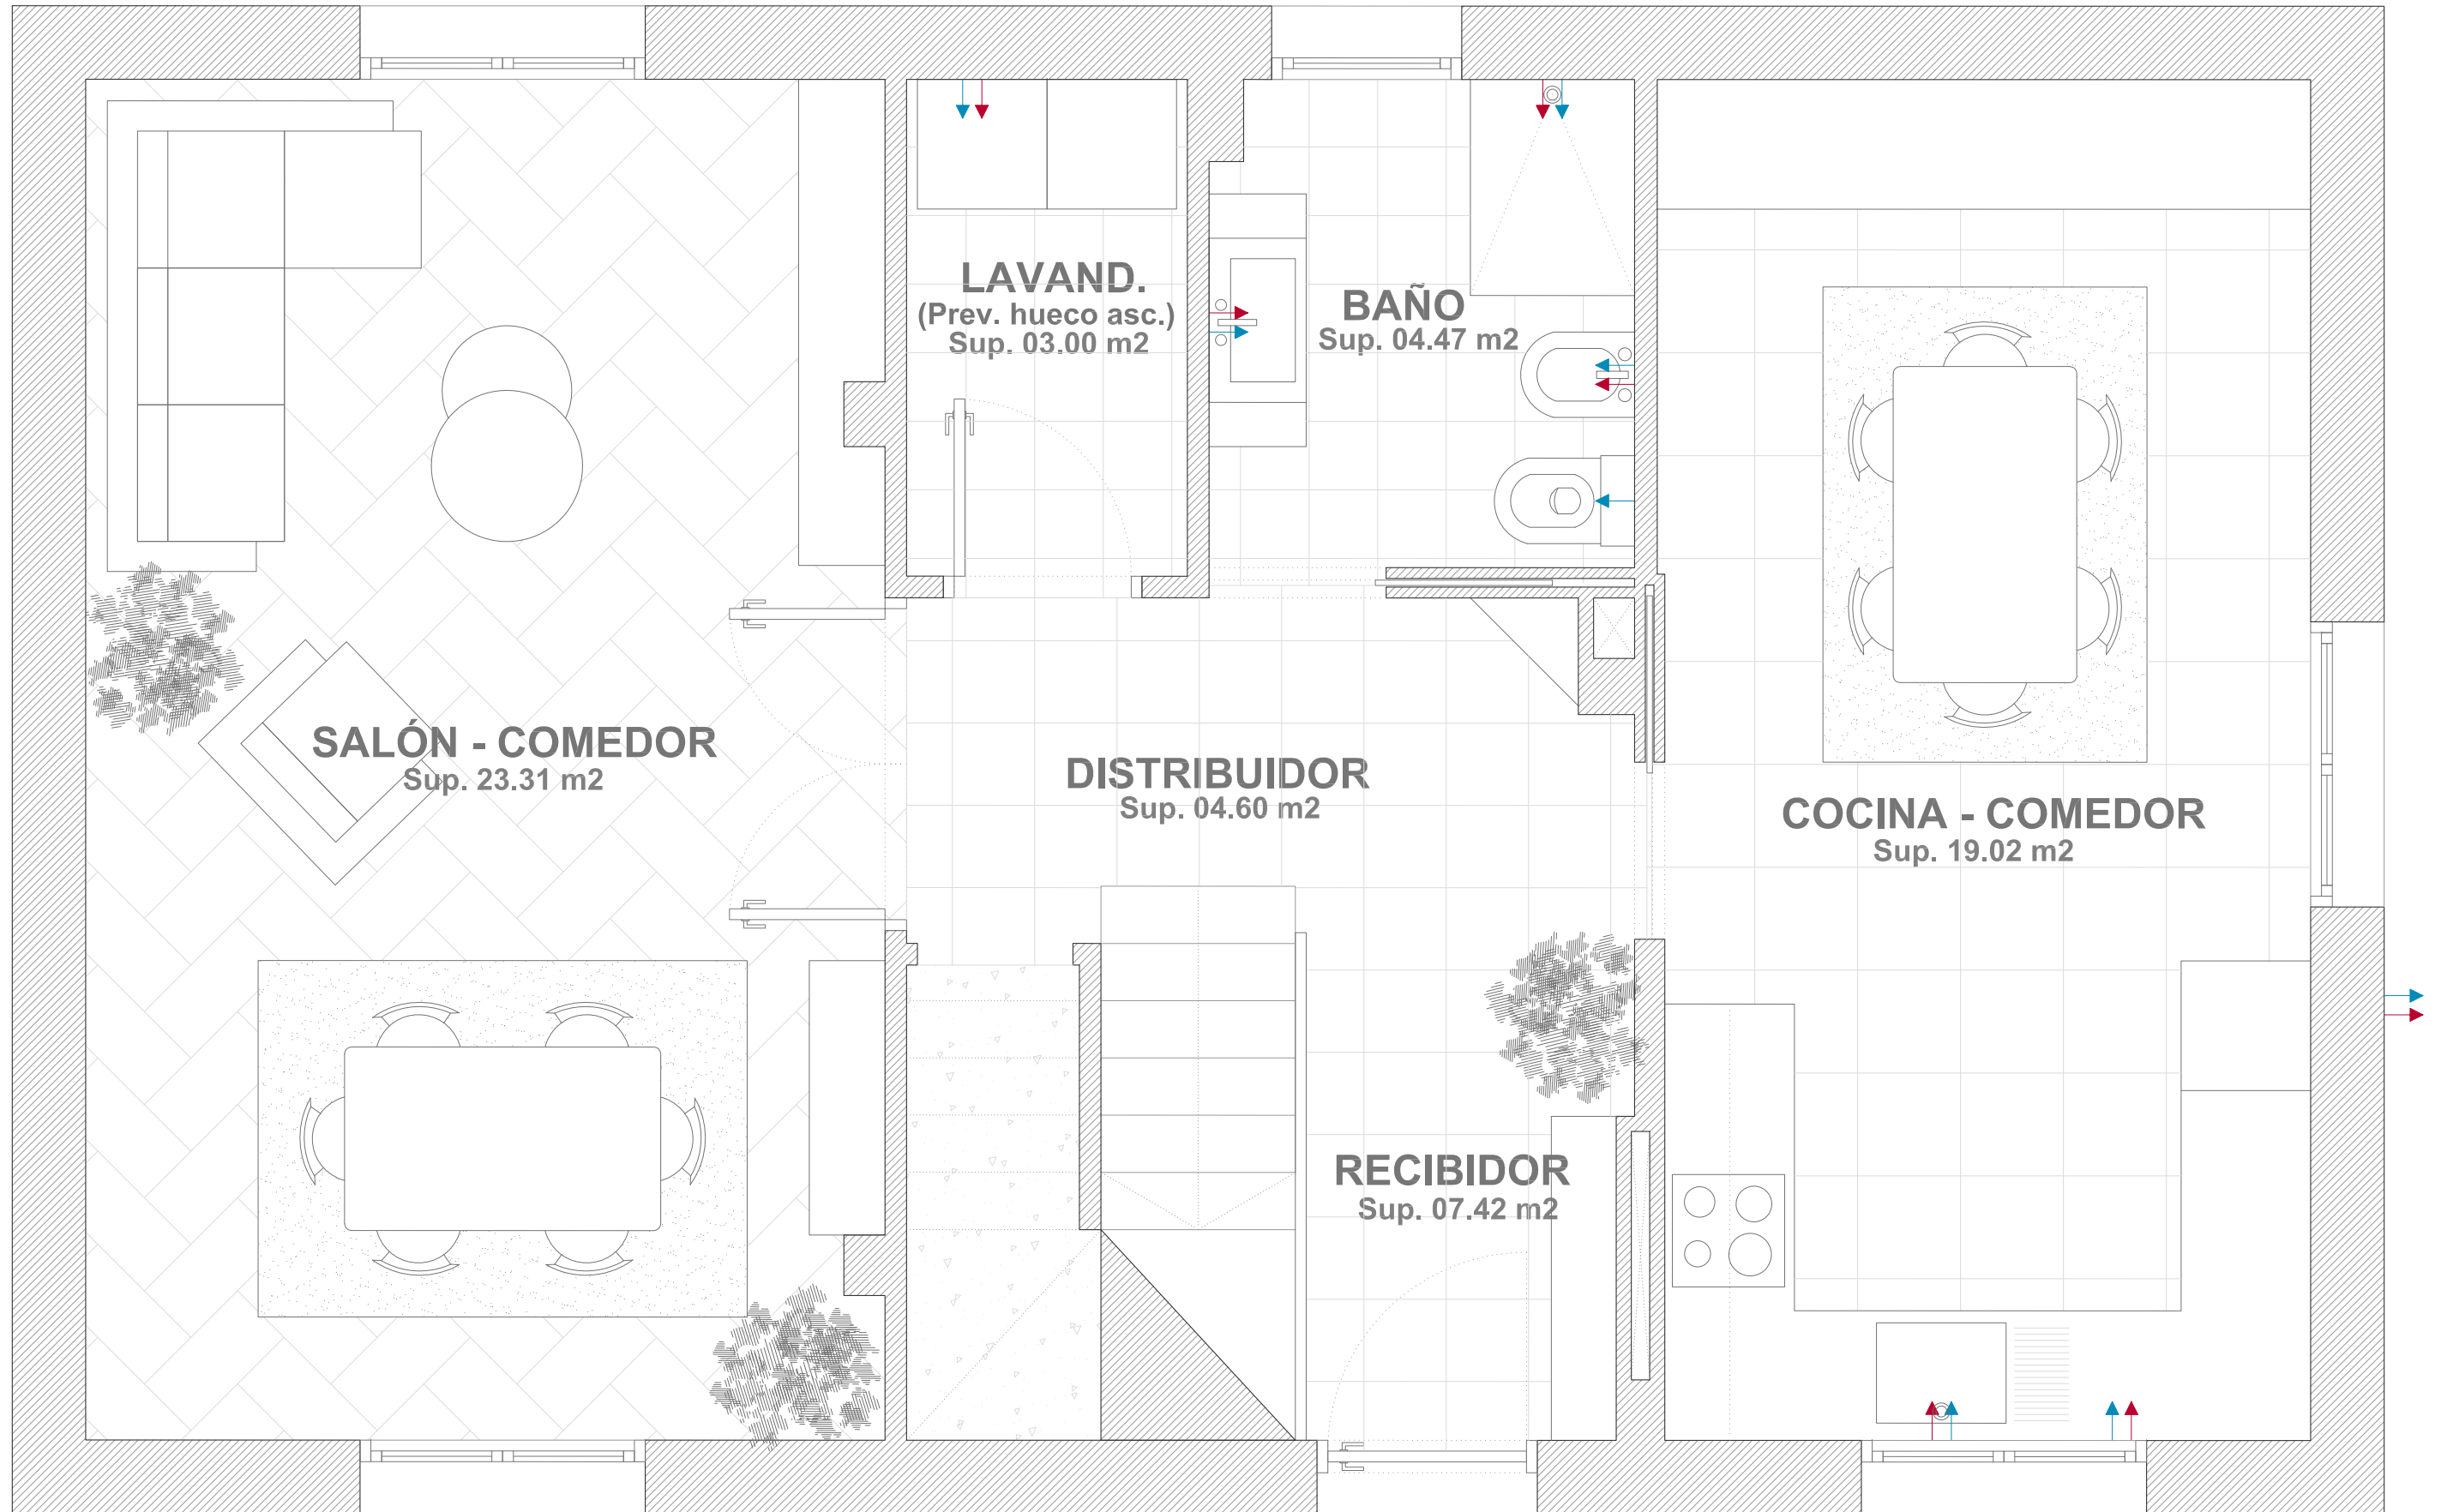 LAVAND.
(Prev. hueco asc.)
Sup. 03.00 m2
BAÑO
Sup. 04.47 m2
SALÓN - COMEDOR
Sup. 23.31 m2
DISTRIBUIDOR
Sup. 04.60 m2
COCINA - COMEDOR
Sup. 19.02 m2
RECIBIDOR
Sup. 07.42 m2